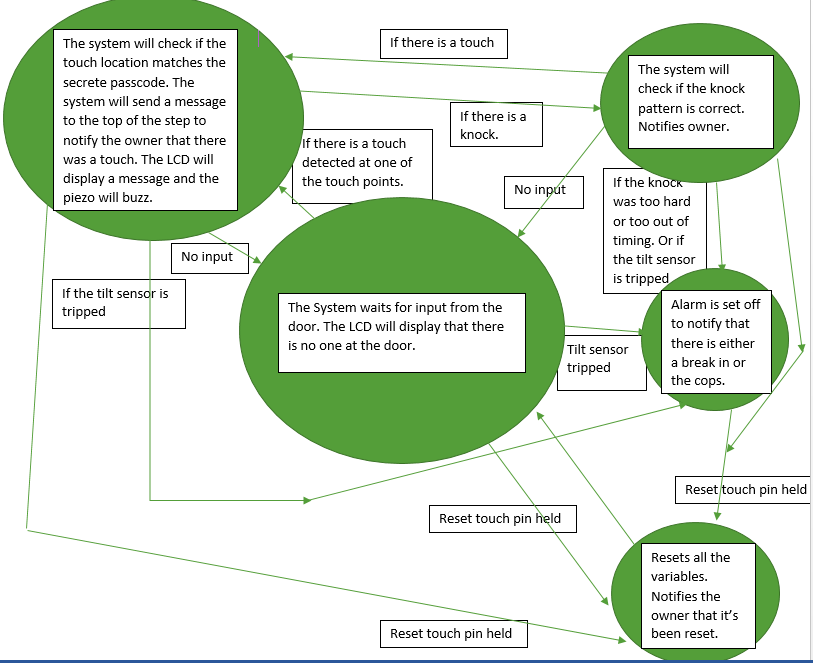 The system will check if the
touch location matches the
secrete passcode. The
system will send a message
to the top of the step to
notify the owner that there
was a touch. The LCD will
display a message and the
piezo will buzz.
If there is a touch
The system will
check if the knock
pattern is correct.
Notifies owner.
If there is a
knock.
If there is a touch
detected at one of
the touch points.
No input
If the knock
was too hard
or too out of
timing. Or if
the tilt sensor
is tripped
No input
If the tilt sensor is
tripped
The System waits for input from the
door. The LCD will display that there
is no one at the door.
Alarm is set off
to notify that
there is either
a break in or
the cops.
Tilt sensor
tripped
Reset touch pin held
Reset touch pin held
Resets all the
variables.
Notifies the
owner that it’s
been reset.
Reset touch pin held